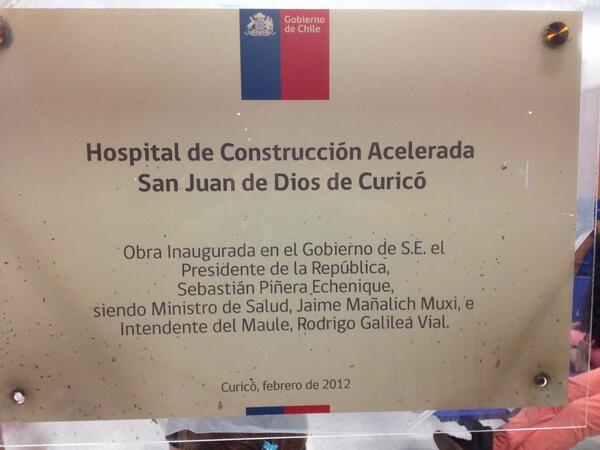 Gobierno
de Chile
Hospital de Construcción Acelerada
San Juan de Dios de Curicó
Obra Inaugurada en el Gobierno de S.E. el
Presidente de la República,
Sebastián Piñera Echenique,
siendo Ministro de Salud, Jaime Mañalich Muxi, e
Intendente del Maule, Rodrigo Galilea Vial.
Curicó, febrero de 2012